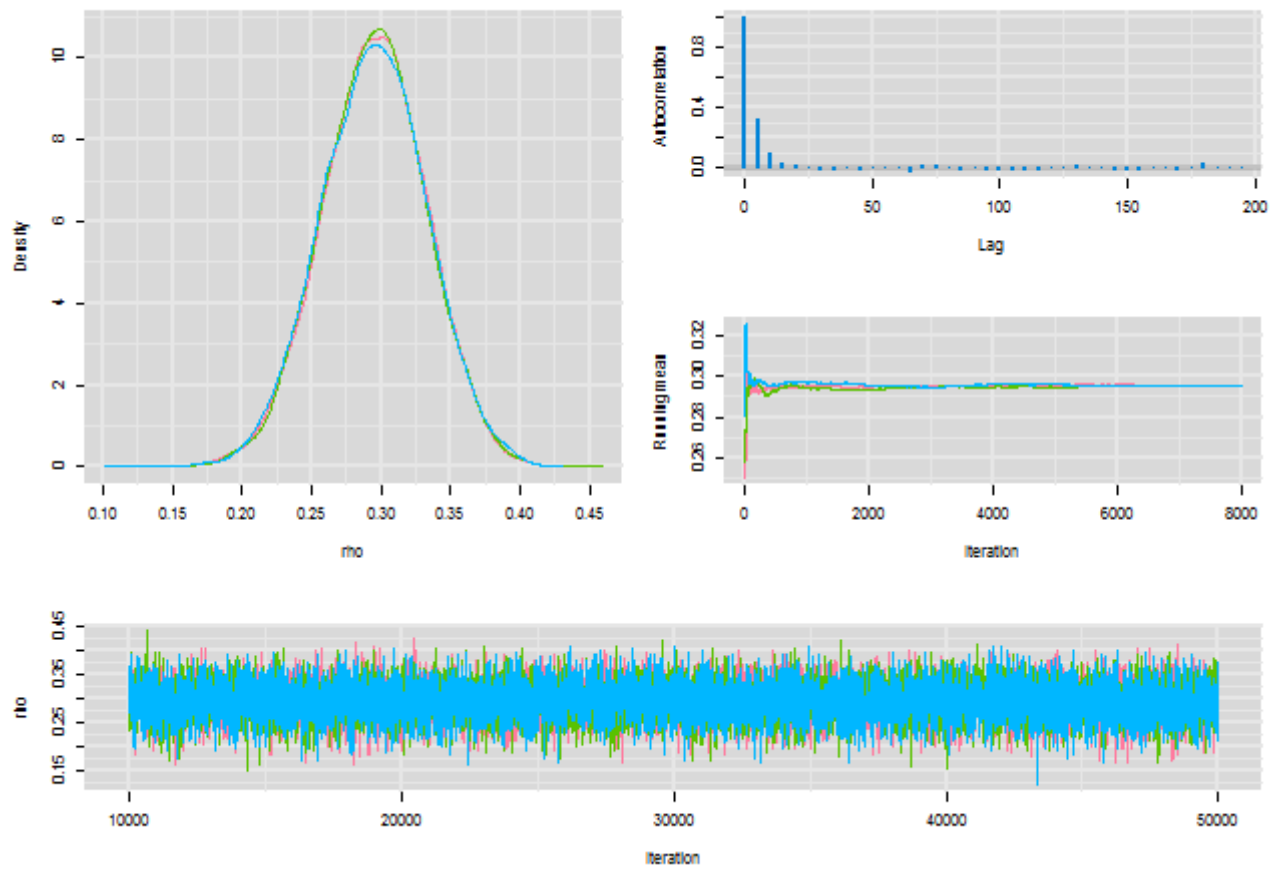 Density
0 2 4 6 8 10
0.10 0.15 0.20 0.25 0.30 0.35 0.40 0.45
rho
Autocorrelation
0.0 0.4 0.8
0 50 100 150 200
Lag
Running mean
0.26 0.28 0.30 0.32
0 2000 4000 6000 8000
Iteration
rho
0.15 0.25 0.35 0.45
10000 20000 30000 40000 50000
Iteration